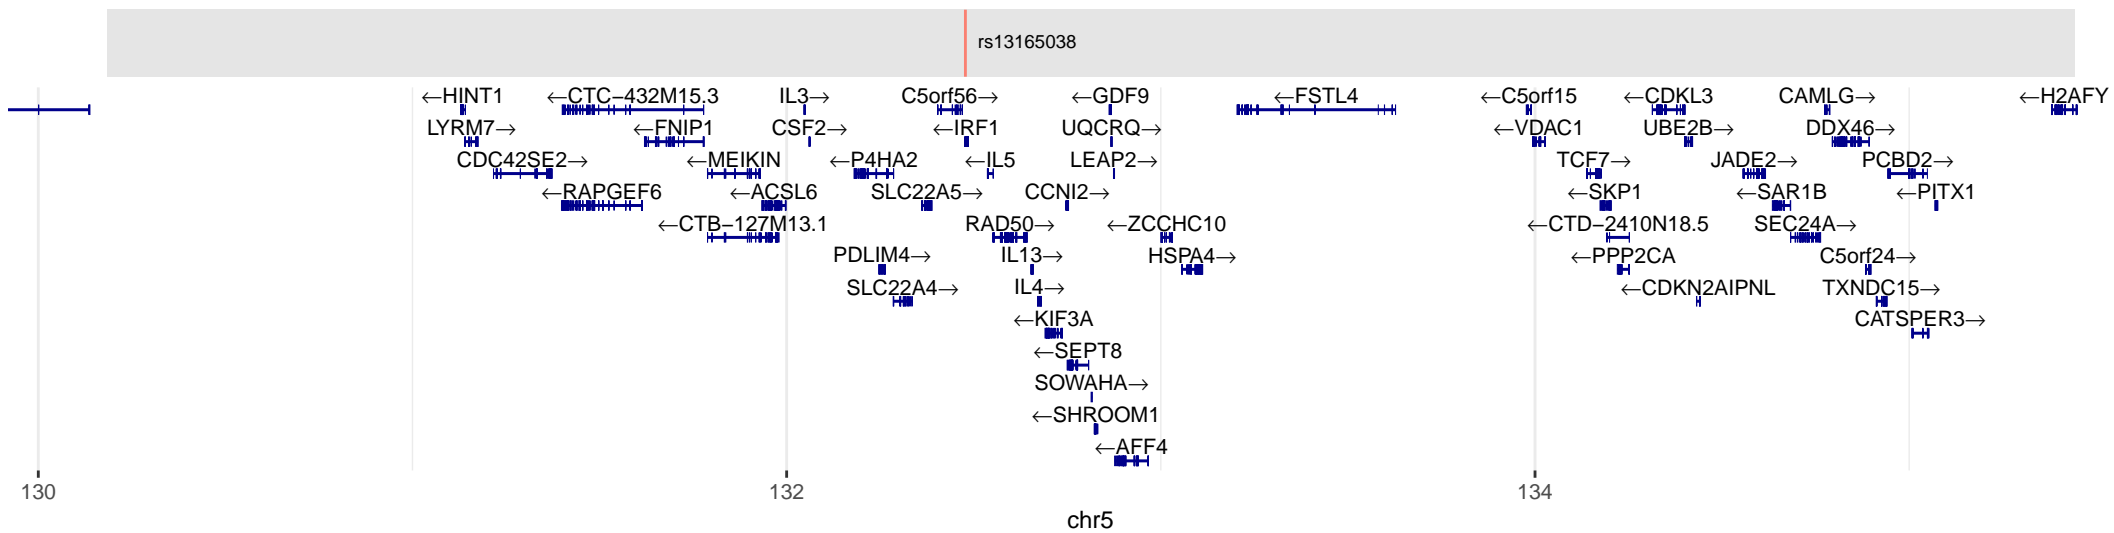 rs13165038
←HINT1 ←CTC−432M15.3 IL3→ C5orf56→ ←GDF9 ←FSTL4 ←C5orf15 ←CDKL3 CAMLG→ ←H2AFY
LYRM7→ ←FNIP1 CSF2→ ←IRF1 UQCRQ→ ←VDAC1 UBE2B→ DDX46→
CDC42SE2→ ←MEIKIN ←P4HA2 ←IL5 LEAP2→ TCF7→ JADE2→ PCBD2→
←RAPGEF6 ←ACSL6 SLC22A5→ CCNI2→ ←SKP1 ←SAR1B ←PITX1
←CTB−127M13.1 RAD50→ ←ZCCHC10 ←CTD−2410N18.5 SEC24A→
PDLIM4→ IL13→ HSPA4→ ←PPP2CA C5orf24→
SLC22A4→ IL4→ ←CDKN2AIPNL TXNDC15→
←KIF3A CATSPER3→
←SEPT8
SOWAHA→
←SHROOM1
←AFF4
130 132 134
chr5